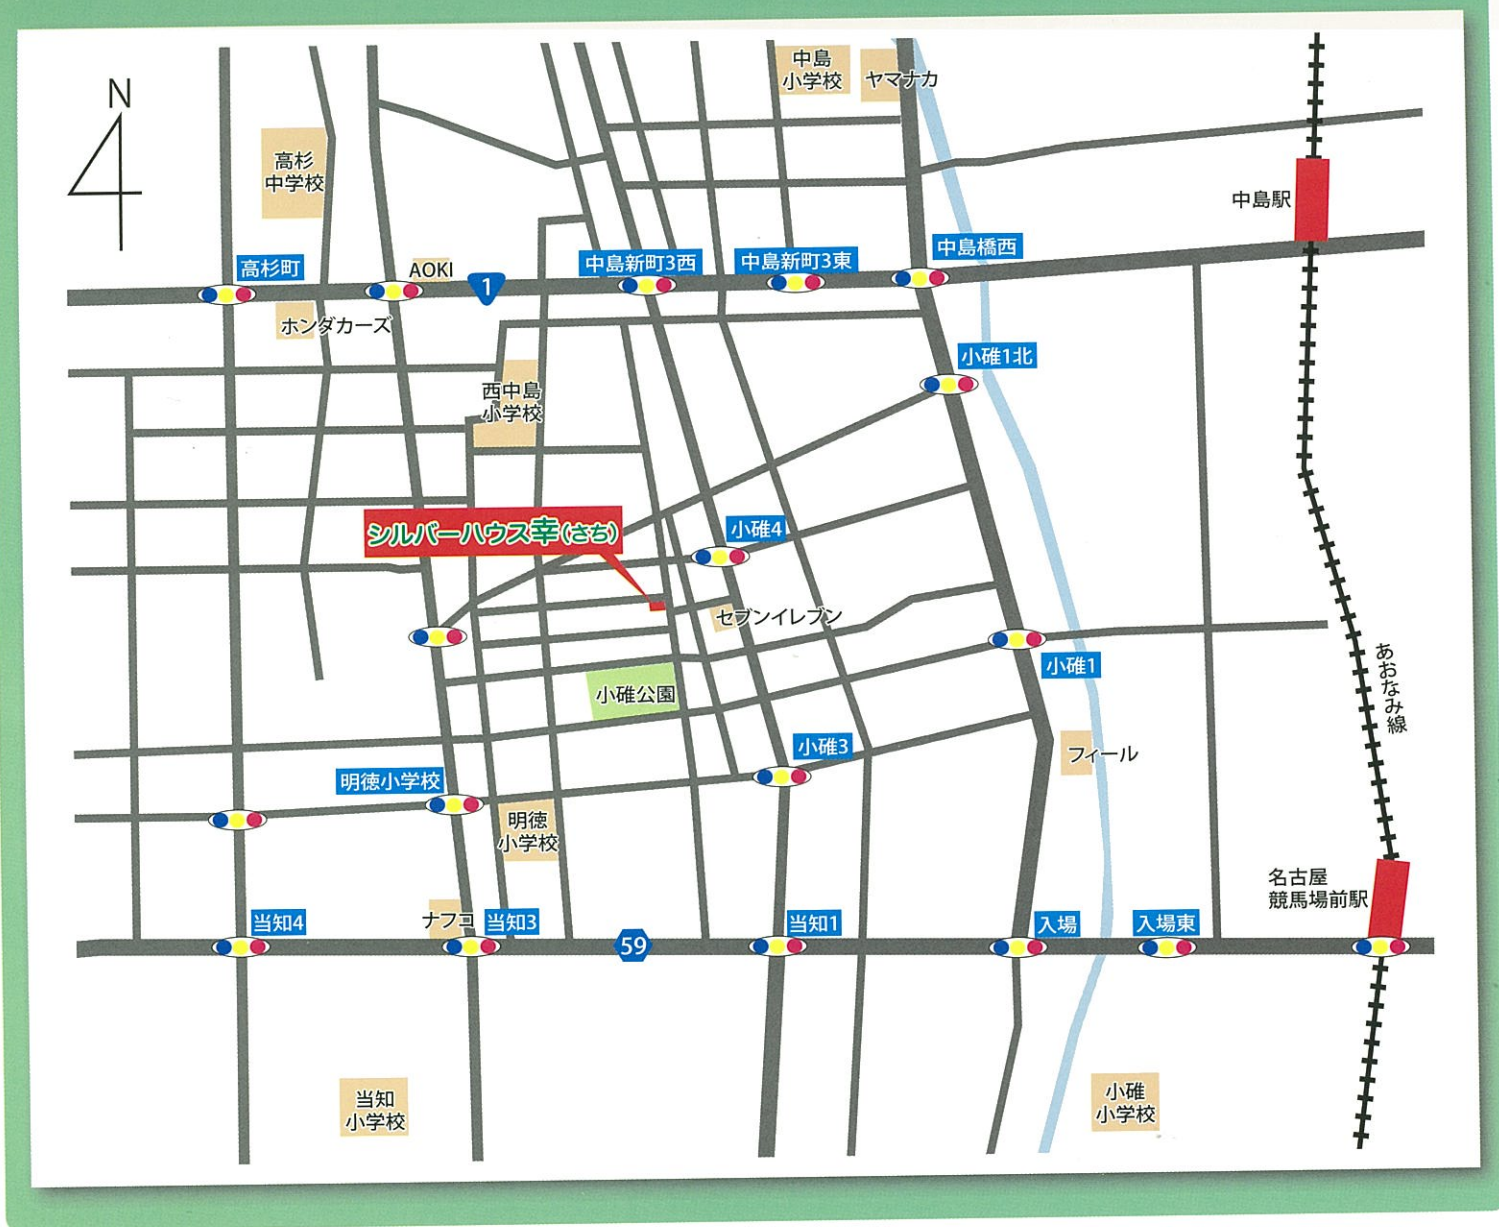 N
中島
小学校
ヤマナカ
高杉
中学校
中島駅
高杉町
AOKI
1
中島新町3西
中島新町3東
中島橋西
ホンダカーズ
小碓1北
西中島
小学校
シルバーハウス幸(さち)
小碓4
セブンイレブン
小碓1
あおなみ線
小碓公園
小碓3
フィール
明徳小学校
明徳
小学校
名古屋
競馬場前駅
ナフコ
当知4
当知3
59
当知1
入場
入場東
当知
小学校
小碓
小学校